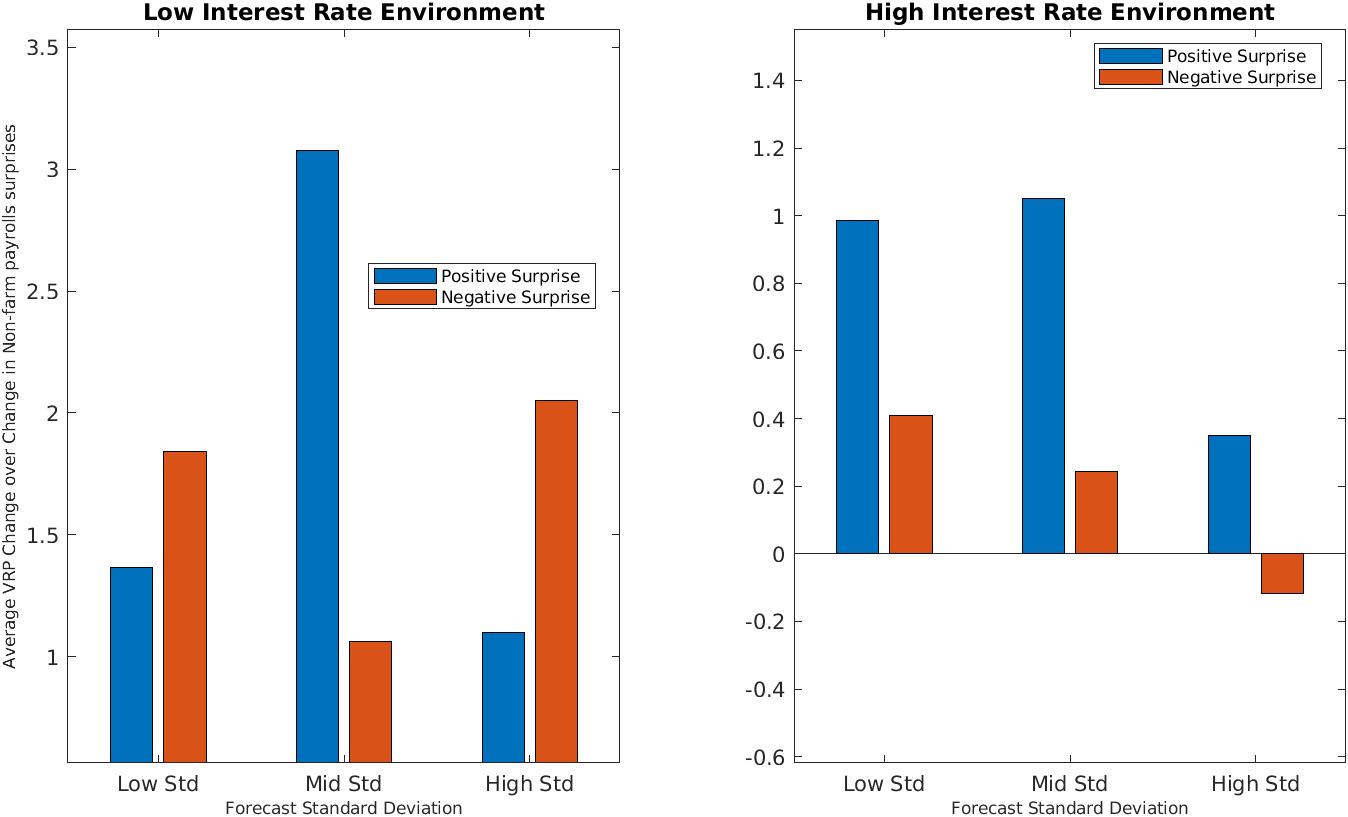 Low Interest Rate Environment
Average VRP Change over Change in Non-farm payrolls surprises
3.5
3
2.5
2
1.5
1
Positive Surprise
Negative Surprise
Low Std
Mid Std
High Std
Forecast Standard Deviation
High Interest Rate Environment
1.4
1.2
1
0.8
0.6
0.4
0.2
0
-0.2
-0.4
-0.6
Positive Surprise
Negative Surprise
Low Std
Mid Std
High Std
Forecast Standard Deviation